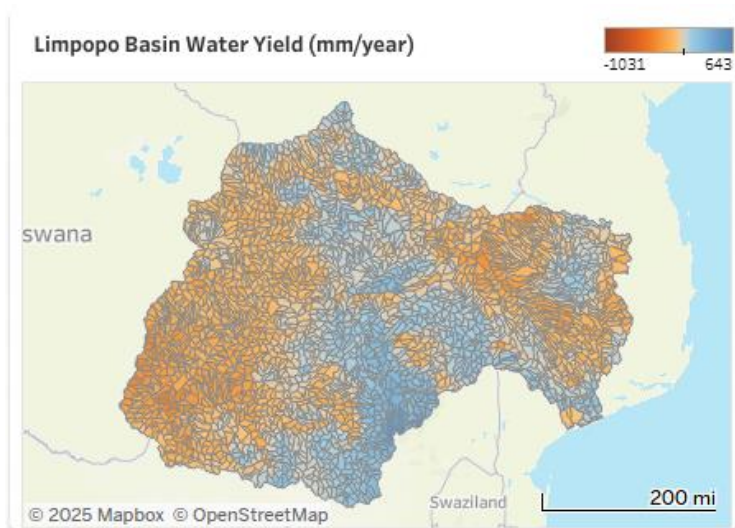 Limpopo Basin Water Yield (mm/year)
-1031 643
swana
Swaziland
200 mi
© 2025 Mapbox © OpenStreetMap